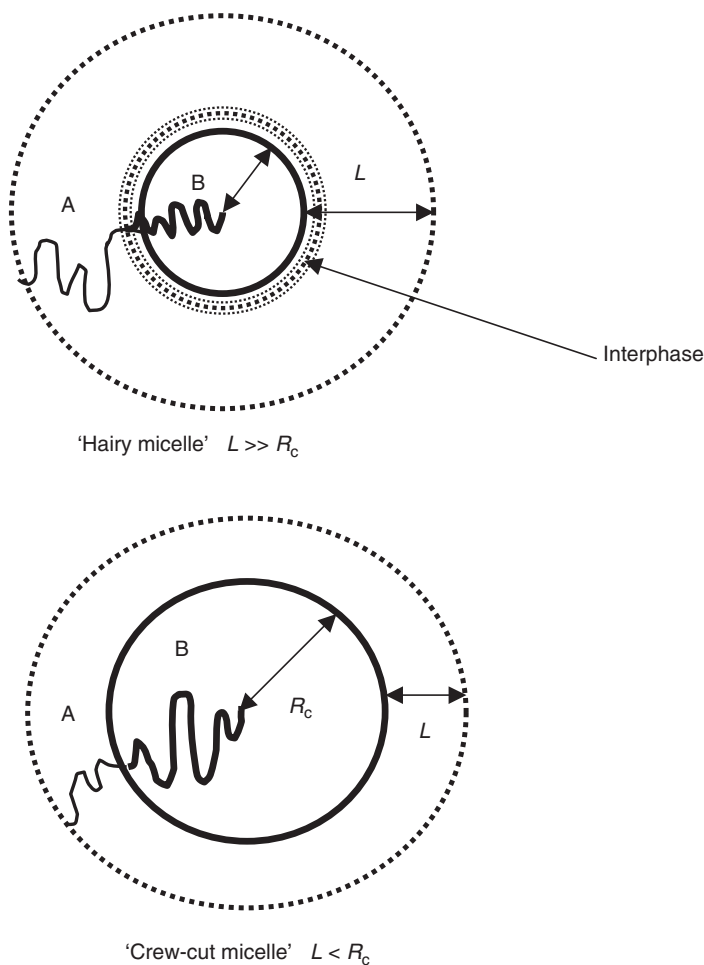 B
L
A
Interphase
'Hairy micelle' L >> Rc
B
A
Rc
L
'Crew-cut micelle' L < Rc